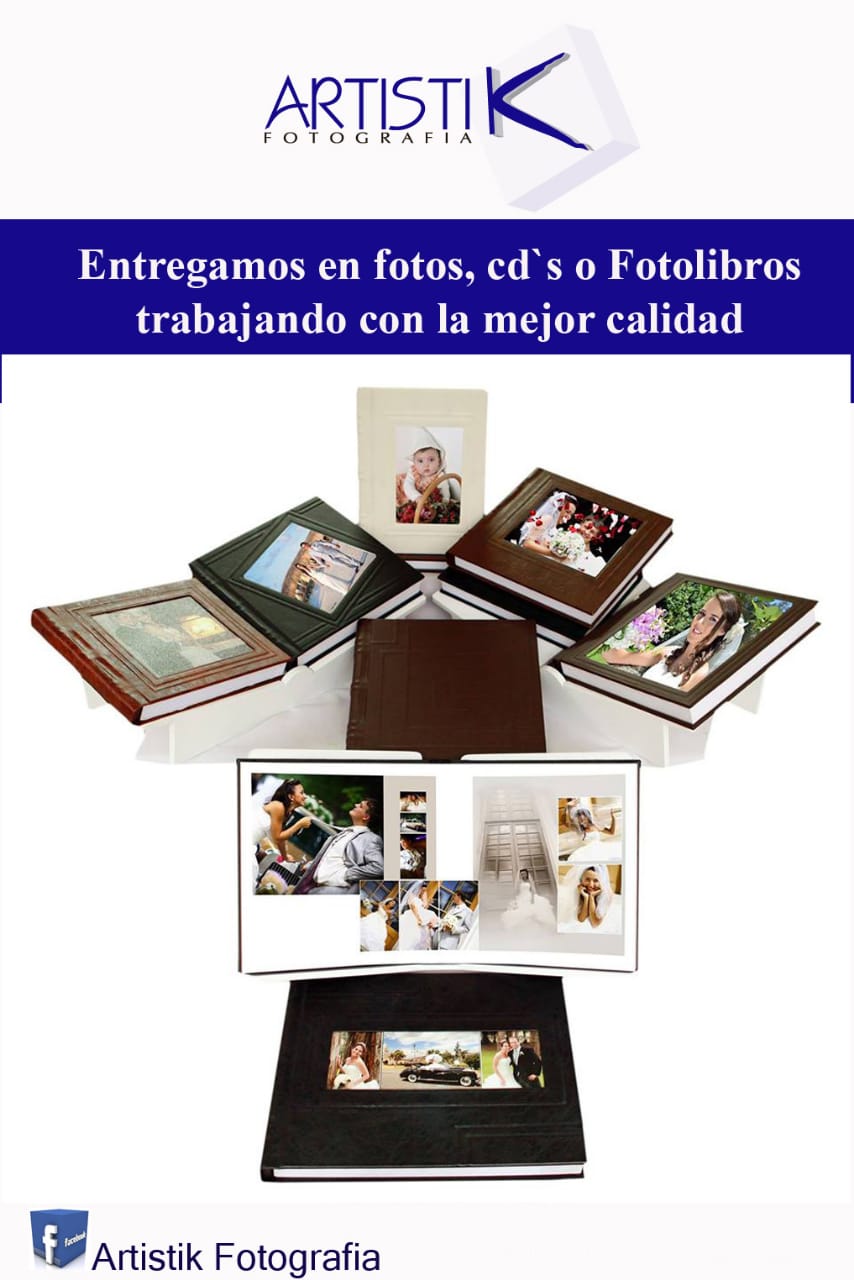 ARTISTIK
FOTOGRAFIA
Entregamos en fotos, cd`s o Fotolibros
trabajando con la mejor calidad
f facebook
Artistik Fotografia